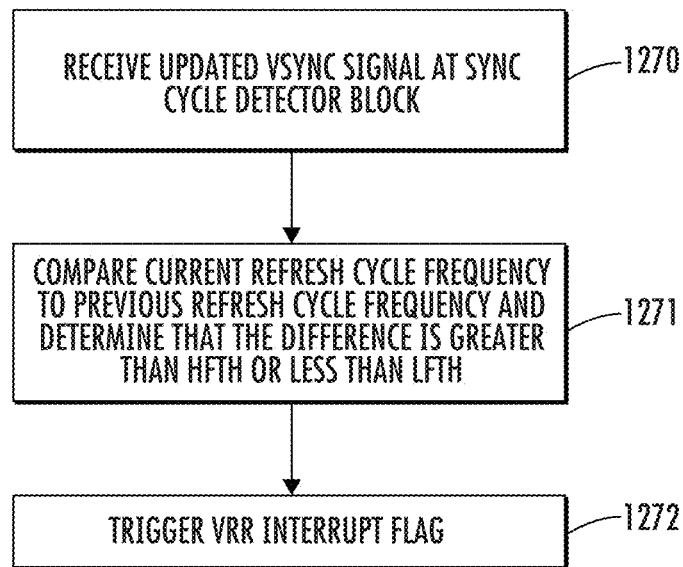 RECEIVE UPDATED VSYNC SIGNAL AT SYNC
CYCLE DETECTOR BLOCK
1270
COMPARE CURRENT REFRESH CYCLE FREQUENCY
TO PREVIOUS REFRESH CYCLE FREQUENCY AND
DETERMINE THAT THE DIFFERENCE IS GREATER
THAN HFTH OR LESS THAN LFTH
1271
TRIGGER VRR INTERRUPT FLAG
1272